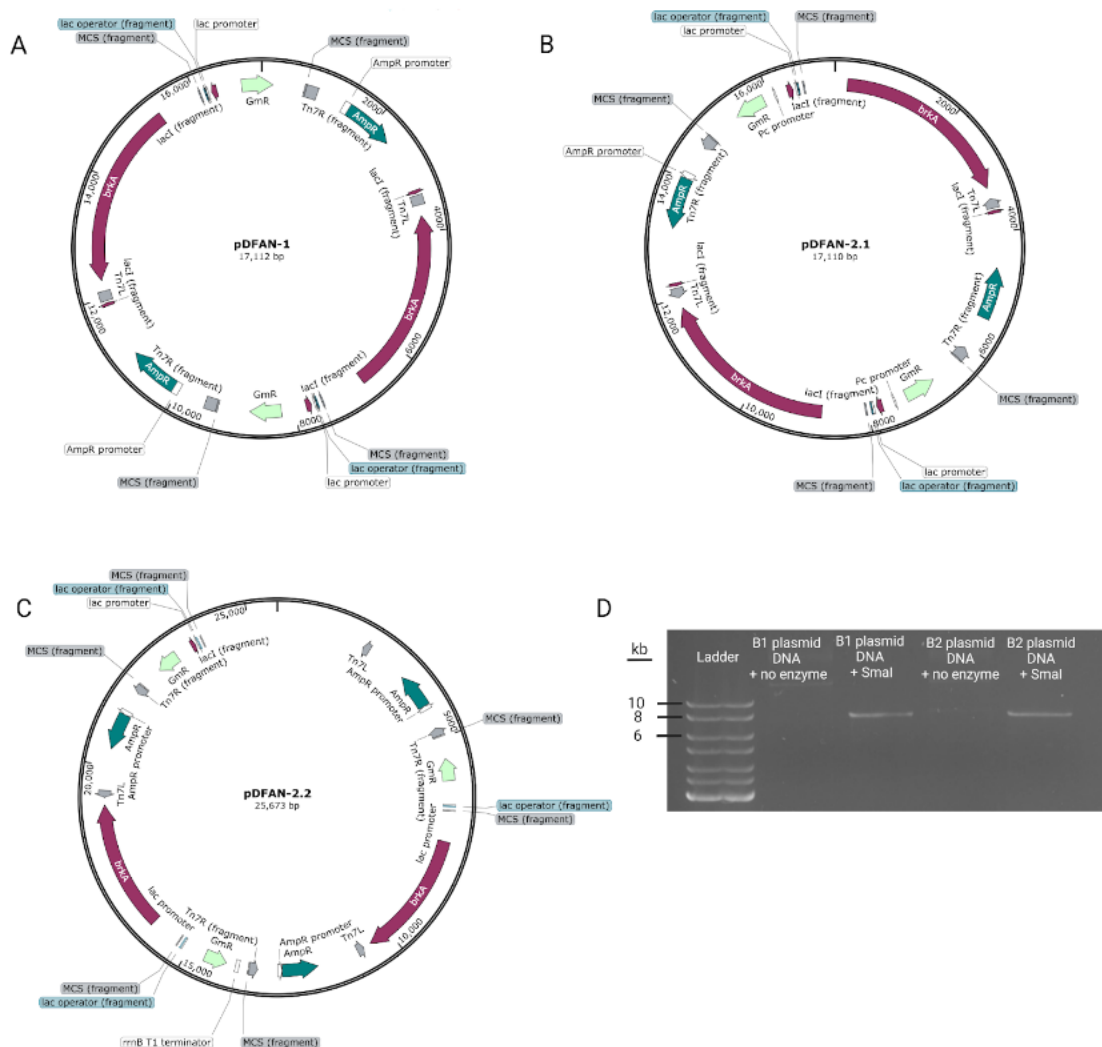 A
lac operator (fragment)
lac promoter
MCS (fragment)
MCS (fragment)
AmpR promoter
16,000
2000
GmR
lacI (fragment)
Tn7R (fragment)
AmpR
14,000
brkA
lacI (fragment)
Tn7L
4000
pDFAN-1
17,112 bp
Tn7L
lacI (fragment)
12,000
brkA
6000
Tn7R (fragment)
AmpR
lacI (fragment)
10,000
GmR
8000
AmpR promoter
MCS (fragment)
MCS (fragment)
lac operator (fragment)
lac promoter
B
lac operator (fragment)
MCS (fragment)
lac promoter
MCS (fragment)
16,000
lacI (fragment)
2000
GmR
Pc promoter
brkA
AmpR promoter
14,000
AmpR
Tn7R (fragment)
Tn7L
lacI (fragment)
4000
pDFAN-2.1
17,110 bp
lacI (fragment)
Tn7L
12,000
AmpR
Tn7R (fragment)
6000
brkA
lacI (fragment)
Pc promoter
GmR
10,000
8000
MCS (fragment)
lac promoter
MCS (fragment)
lac operator (fragment)
C
MCS (fragment)
lac operator (fragment)
lac promoter
25,000
MCS (fragment)
GmR
lacI (fragment)
Tn7R (fragment)
Tn7L
AmpR promoter
AmpR
5000
MCS (fragment)
AmpR
AmpR promoter
Tn7R (fragment)
GmR
20,000
Tn7L
pDFAN-2.2
25,673 bp
lac promoter
lac operator (fragment)
MCS (fragment)
brkA
brkA
lac promoter
Tn7R (fragment)
GmR
AmpR promoter
AmpR
Tn7L
10,000
15,000
MCS (fragment)
lac operator (fragment)
rrnB T1 terminator
MCS (fragment)
D
kb
Ladder
B1 plasmid
DNA
+ no enzyme
B1 plasmid
DNA
+ SmaI
B2 plasmid
DNA
+ no enzyme
B2 plasmid
DNA
+ SmaI
10
8
6